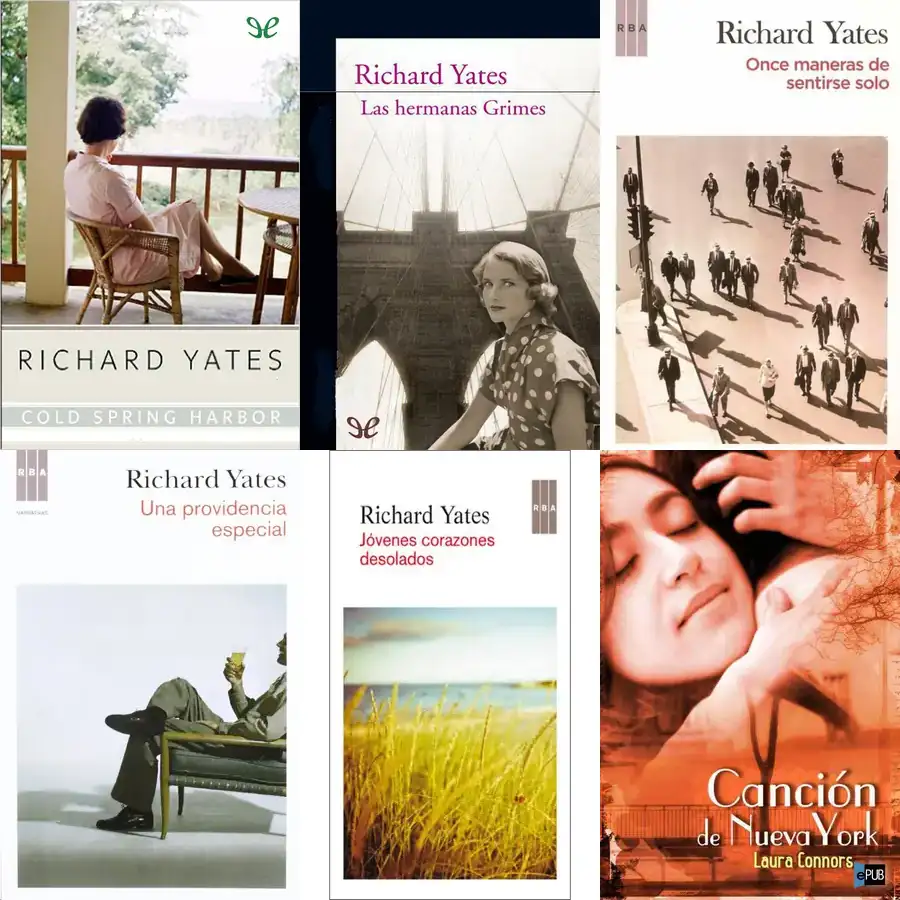 RICHARD YATES
COLD SPRING HARBOR
Richard Yates
Las hermanas Grimes
RBA
Richard Yates
Once maneras de
sentirse solo
RBA
Richard Yates
Una providencia
especial
RBA
Richard Yates
Jóvenes corazones
desolados
Canción
de Nueva York
Laura Connors
ePUB